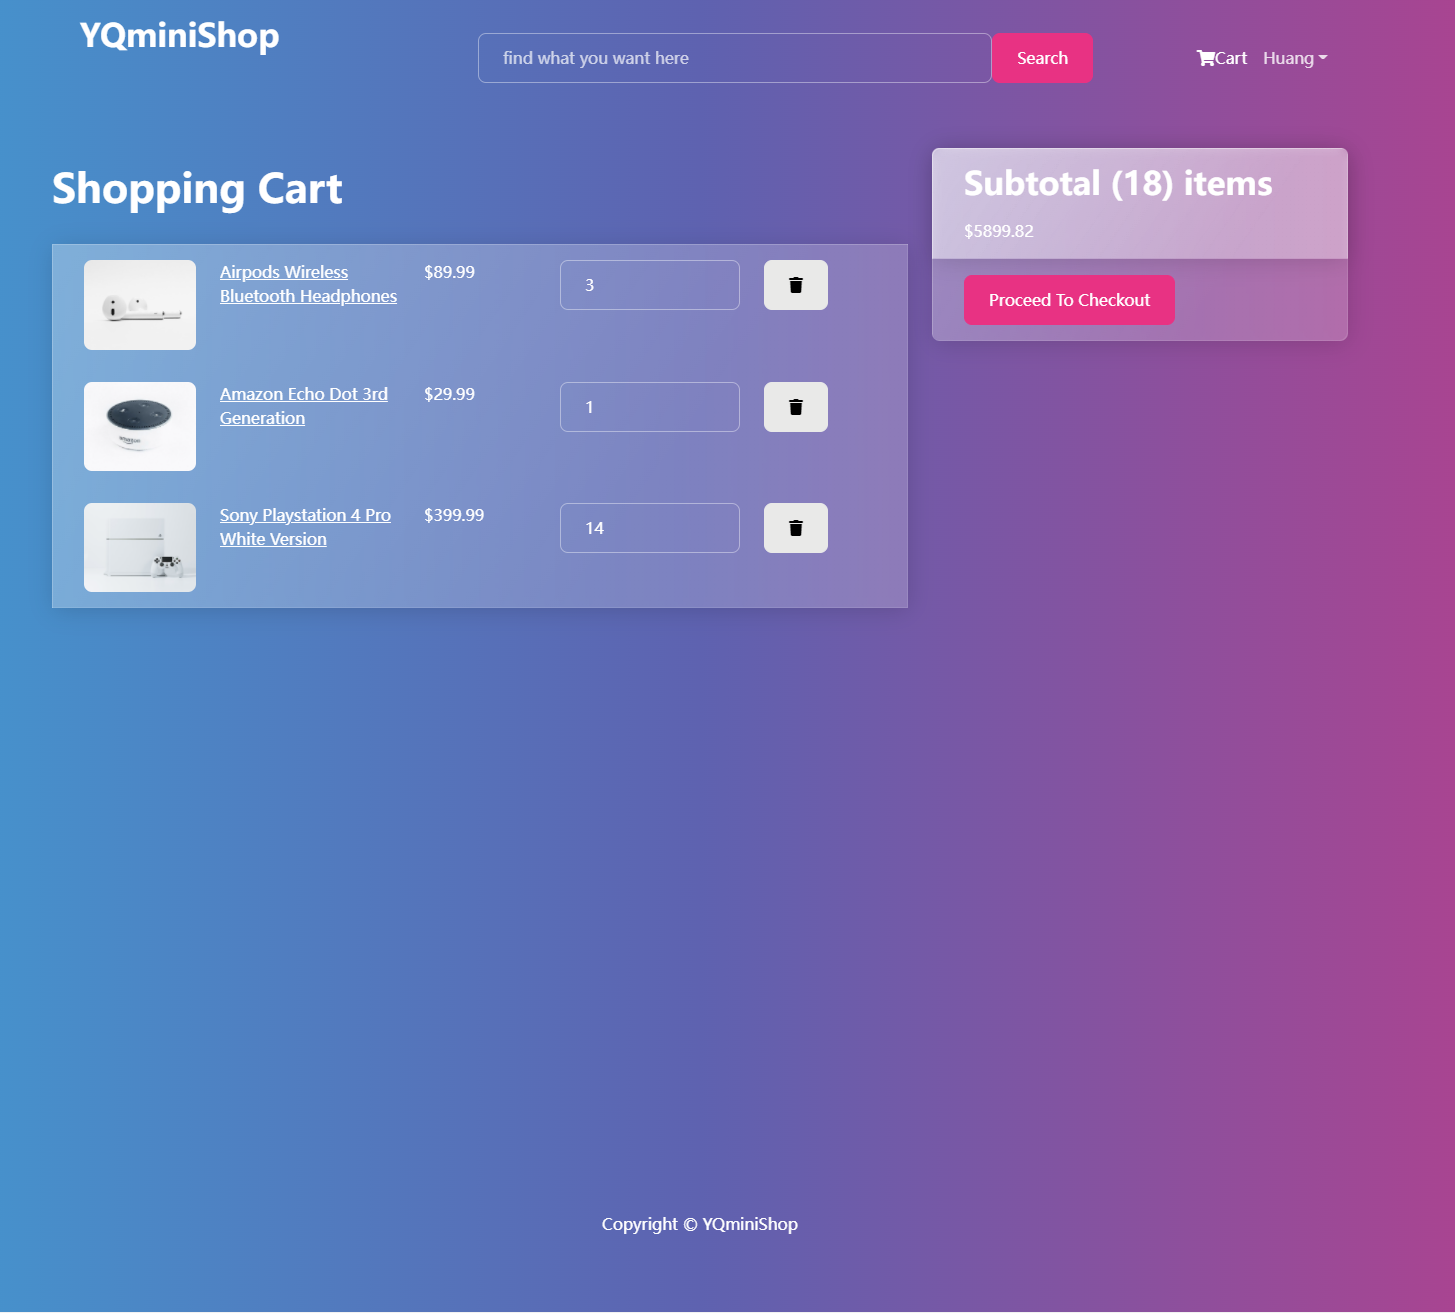 YQminiShop
find what you want here
Search
Cart
Huang
Shopping Cart
Subtotal (18) items
$5899.82
Proceed To Checkout
Airpods Wireless
Bluetooth Headphones
$89.99
3
Amazon Echo Dot 3rd
Generation
$29.99
1
amazon
Sony Playstation 4 Pro
White Version
$399.99
14
Copyright © YQminiShop